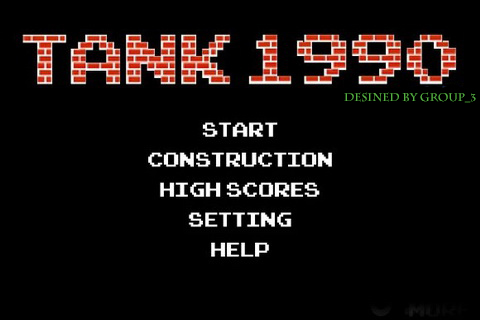 TANK 1990
DESINED BY GROUP_3
START
CONSTRUCTION
HIGH SCORES
SETTING
HELP